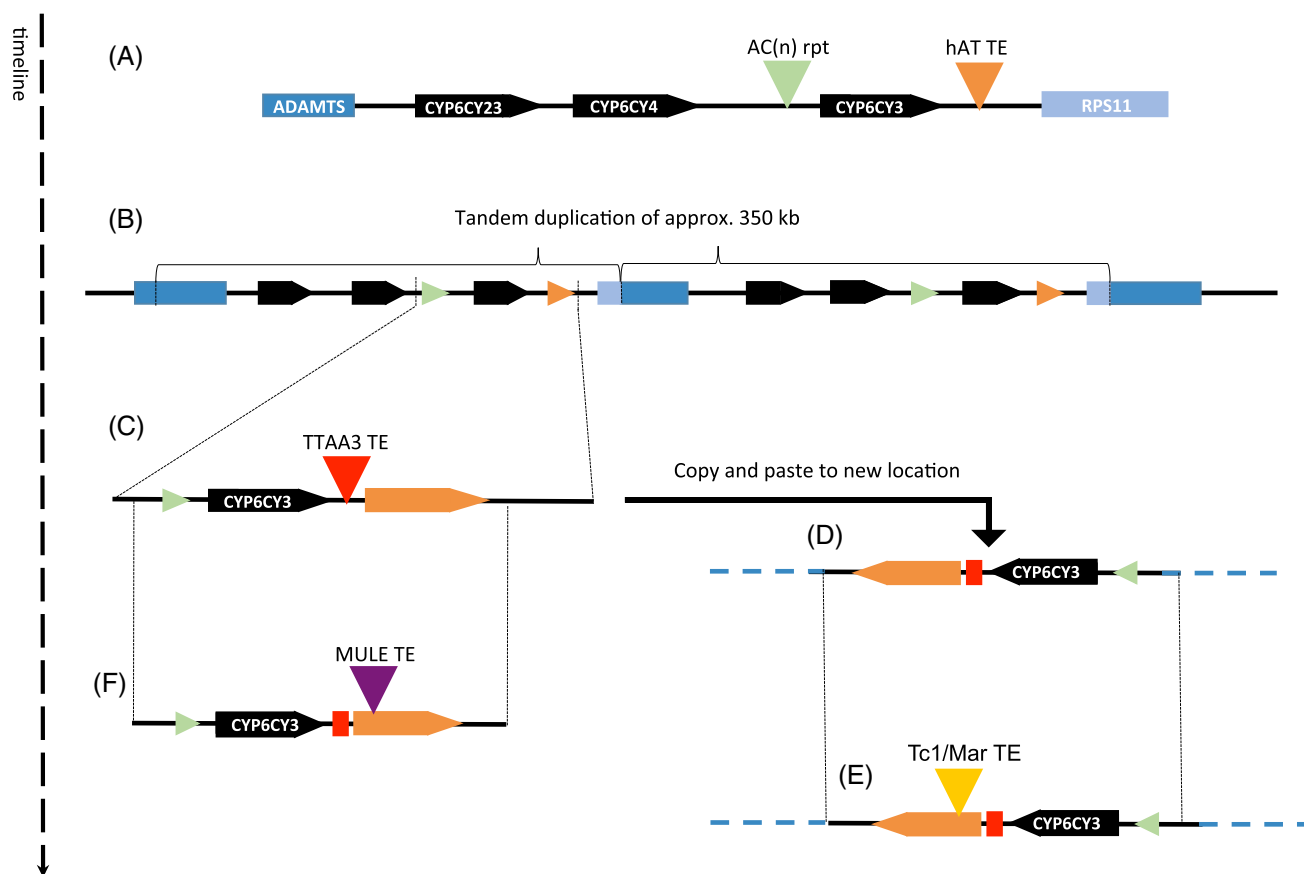 timeline
(A)
AC(n) rpt
hAT TE
ADAMTS
CYP6CY23
CYP6CY4
CYP6CY3
RPS11
(B)
Tandem duplication of approx. 350 kb
(C)
TTAA3 TE
CYP6CY3
Copy and paste to new location
(D)
CYP6CY3
(F)
MULE TE
CYP6CY3
(E)
Tc1/Mar TE
CYP6CY3